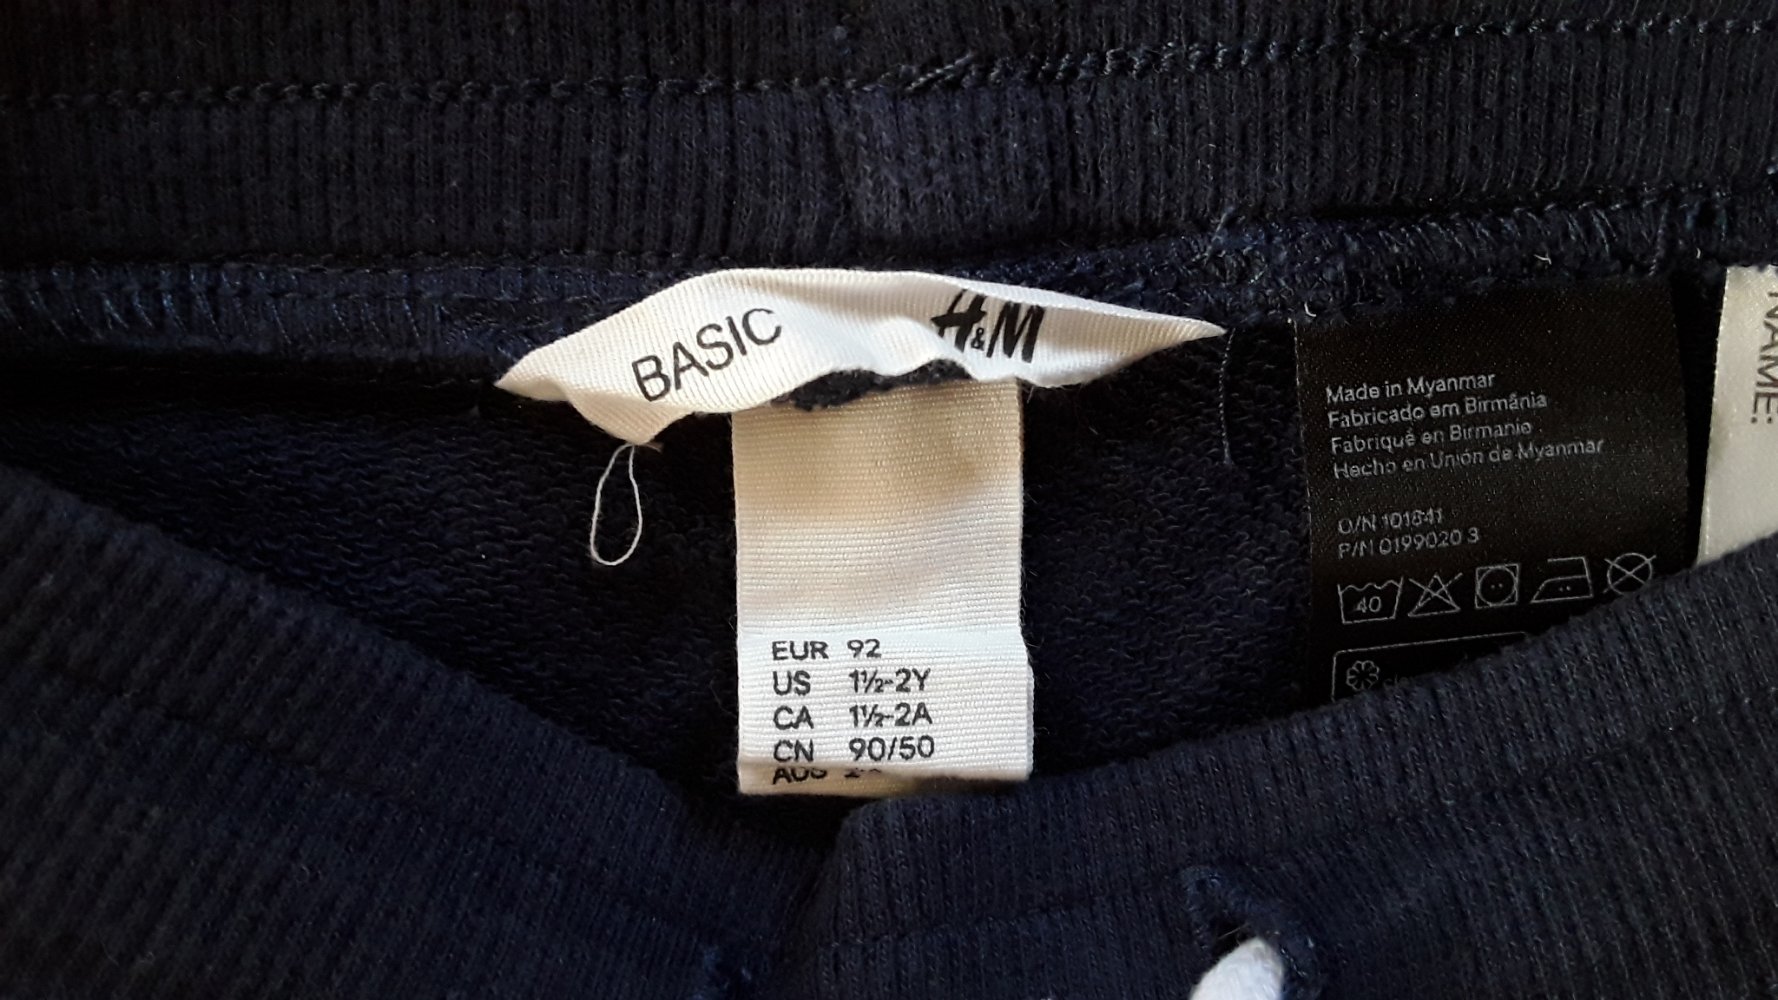 BASIC H&M
EUR 92
US 1½-2Y
CA 1½-2A
CN 90/50
Made in Myanmar
Fabricado em Birmânia
Fabriqué en Birmanie
Hecho en Unión de Myanmar
O/N 101841
P/N 0199020 3
40
NAME: